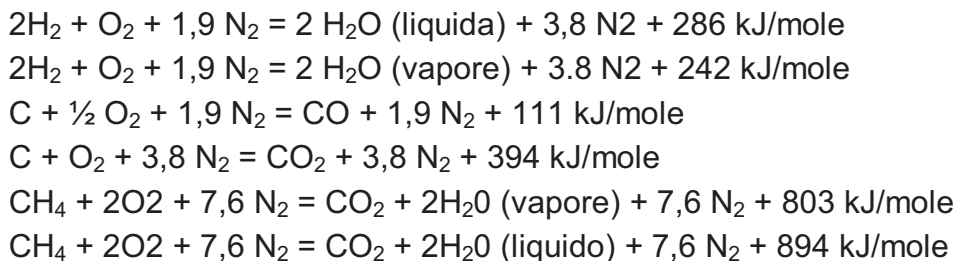 2H₂ + O₂ + 1,9 N₂ = 2 H₂O (liquida) + 3,8 N2 + 286 kJ/mole
2H₂ + O₂ + 1,9 N₂ = 2 H₂O (vapore) + 3.8 N2 + 242 kJ/mole
C + ½ O₂ + 1,9 N₂ = CO + 1,9 N₂ + 111 kJ/mole
C + O₂ + 3,8 N₂ = CO₂ + 3,8 N₂ + 394 kJ/mole
CH₄ + 2O2 + 7,6 N₂ = CO₂ + 2H₂0 (vapore) + 7,6 N₂ + 803 kJ/mole
CH₄ + 2O2 + 7,6 N₂ = CO₂ + 2H₂0 (liquido) + 7,6 N₂ + 894 kJ/mole